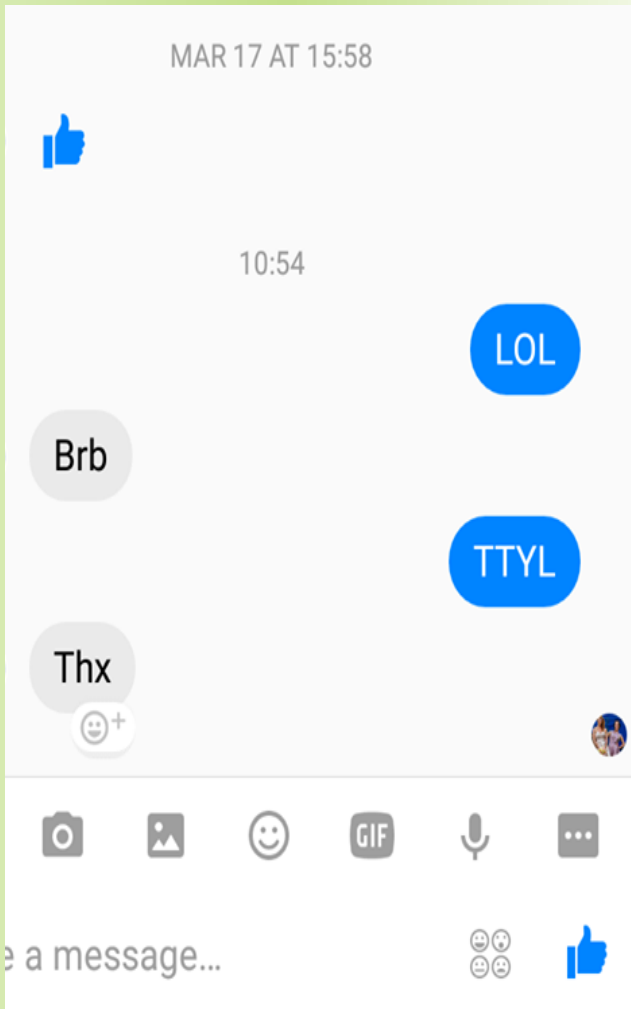 MAR 17 AT 15:58
10:54
LOL
Brb
TTYL
Thx
GIF
e a message...